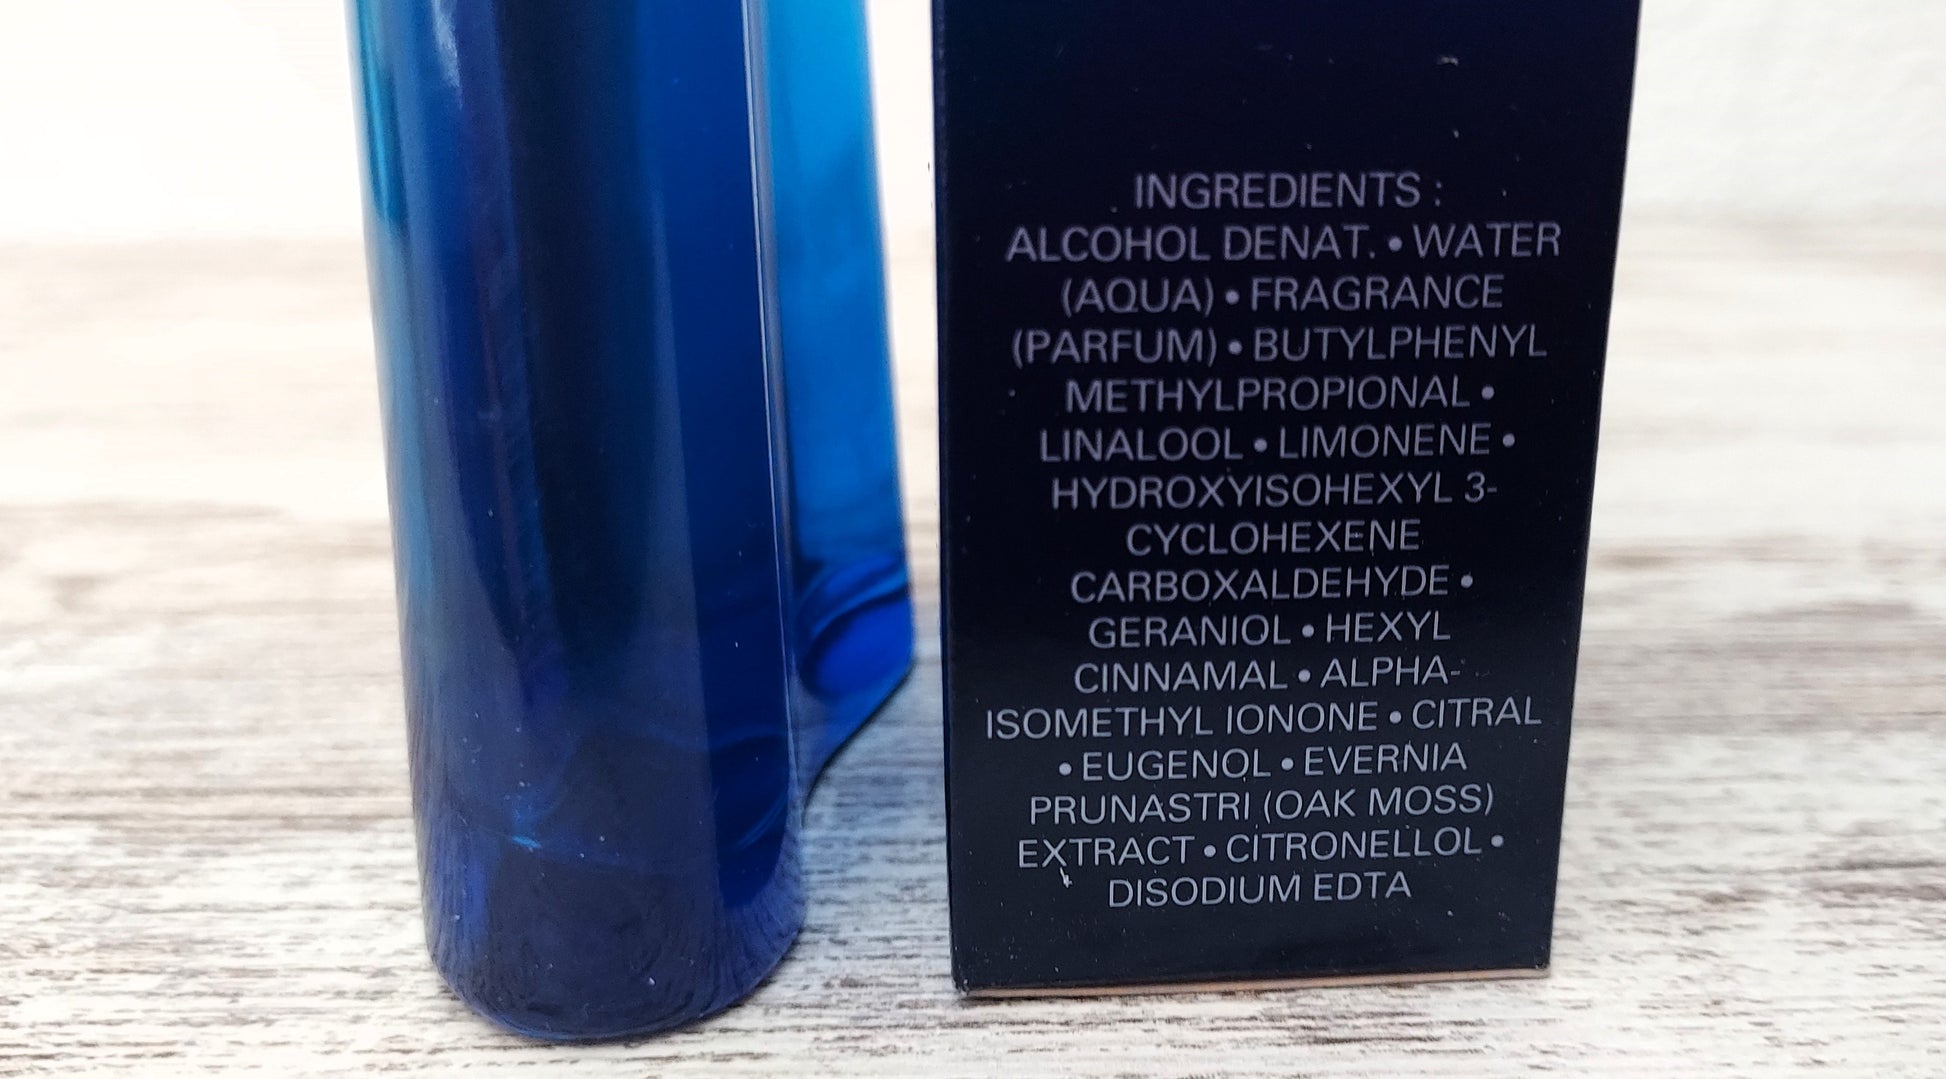 INGREDIENTS :
ALCOHOL DENAT. • WATER
(AQUA) • FRAGRANCE
(PARFUM) • BUTYLPHENYL
METHYLPROPIONAL •
LINALOOL • LIMONENE •
HYDROXYISOHEXYL 3-
CYCLOHEXENE
CARBOXALDEHYDE •
GERANIOL • HEXYL
CINNAMAL • ALPHA-
ISOMETHYL IONONE • CITRAL
• EUGENOL • EVERNIA
PRUNASTRI (OAK MOSS)
EXTRACT • CITRONELLOL •
DISODIUM EDTA